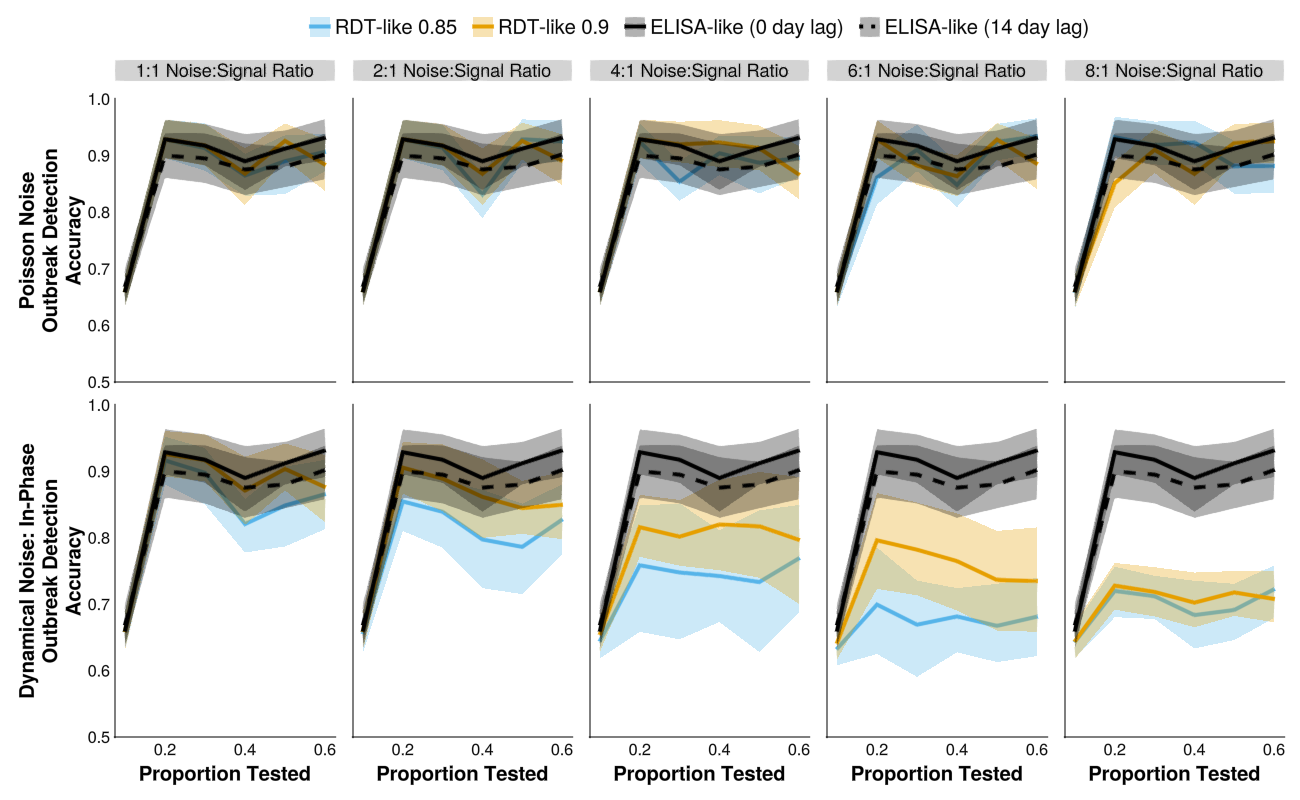 RDT-like 0.85 RDT-like 0.9 ELISA-like (0 day lag) ELISA-like (14 day lag)
1:1 Noise:Signal Ratio 2:1 Noise:Signal Ratio 4:1 Noise:Signal Ratio 6:1 Noise:Signal Ratio 8:1 Noise:Signal Ratio
Poisson Noise
Outbreak Detection
Accuracy
1.0
0.9
0.8
0.7
0.6
0.5
Dynamical Noise: In-Phase
Outbreak Detection
Accuracy
1.0
0.9
0.8
0.7
0.6
0.5
0.2 0.4 0.6 0.2 0.4 0.6 0.2 0.4 0.6 0.2 0.4 0.6 0.2 0.4 0.6
Proportion Tested Proportion Tested Proportion Tested Proportion Tested Proportion Tested